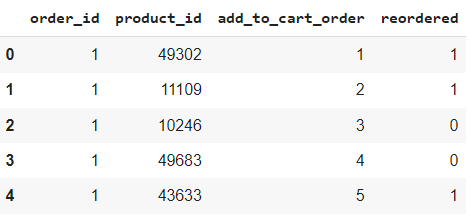 order_id product_id add_to_cart_order reordered
0 1 49302 1 1
1 1 11109 2 1
2 1 10246 3 0
3 1 49683 4 0
4 1 43633 5 1